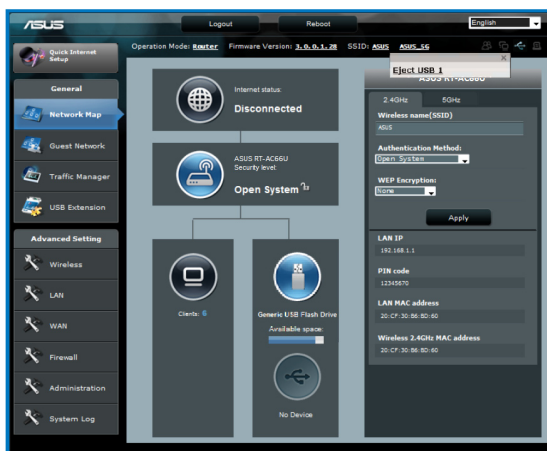 ASUS
Logout
Reboot
English
Quick Internet
Setup
Operation Mode: Router Firmware Version: 3.0.0.1.28 SSID: ASUS ASUS_5G
Eject USB 1
x
General
Network Map
Guest Network
Traffic Manager
USB Extension
Advanced Setting
Wireless
LAN
WAN
Firewall
Administration
System Log
Internet status:
Disconnected
ASUS RT-AC66U
Security level:
Open System
Clients: 6
Generic USB Flash Drive
Available space:
No Device
ASUS RT-AC66U
2.4GHz
5GHz
Wireless name(SSID)
ASUS
Authentication Method:
Open System
WEP Encryption:
None
Apply
LAN IP
192.168.1.1
PIN code
12345670
LAN MAC address
20:CF:30:B6:BD:60
Wireless 2.4GHz MAC address
20:CF:30:B6:BD:60